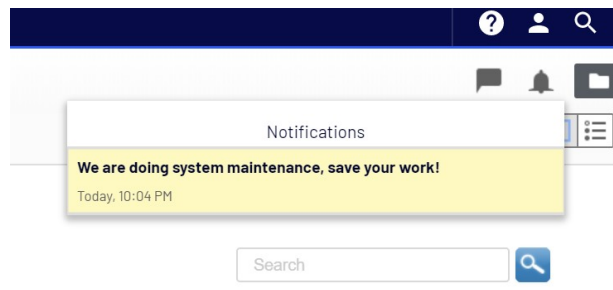 Notifications
We are doing system maintenance, save your work!
Today, 10:04 PM
Search